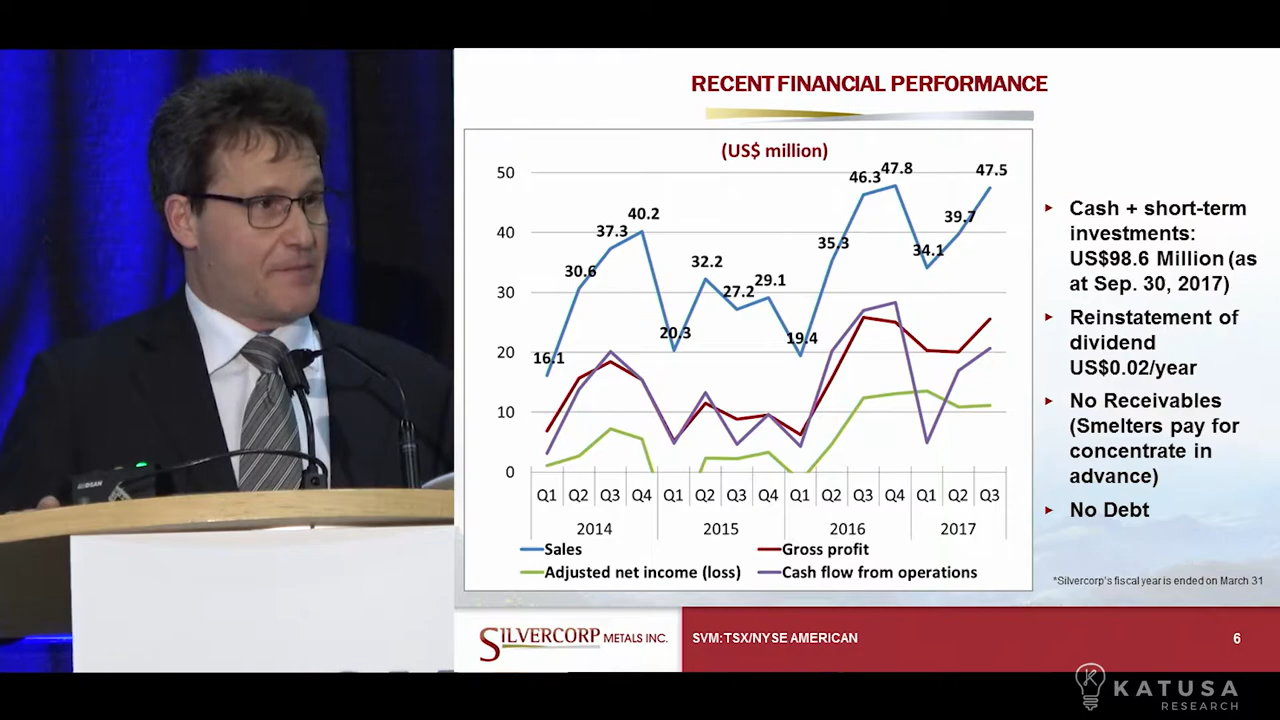 RECENT FINANCIAL PERFORMANCE
(US$ million)
50
40
30
20
10
0
16.1
30.6
37.3
40.2
20.3
32.2
27.2
29.1
19.4
35.3
46.3
47.8
34.1
39.7
47.5
Q1 Q2 Q3 Q4 Q1 Q2 Q3 Q4 Q1 Q2 Q3 Q4 Q1 Q2 Q3
2014 2015 2016 2017
Sales Gross profit
Adjusted net income (loss) Cash flow from operations
Cash + short-term
investments:
US$98.6 Million (as
at Sep. 30, 2017)
Reinstatement of
dividend
US$0.02/year
No Receivables
(Smelters pay for
concentrate in
advance)
No Debt
*Silvercorp's fiscal year is ended on March 31
SILVERCORP METALS INC.
SVM:TSX/NYSE AMERICAN
6
KATUSA
RESEARCH